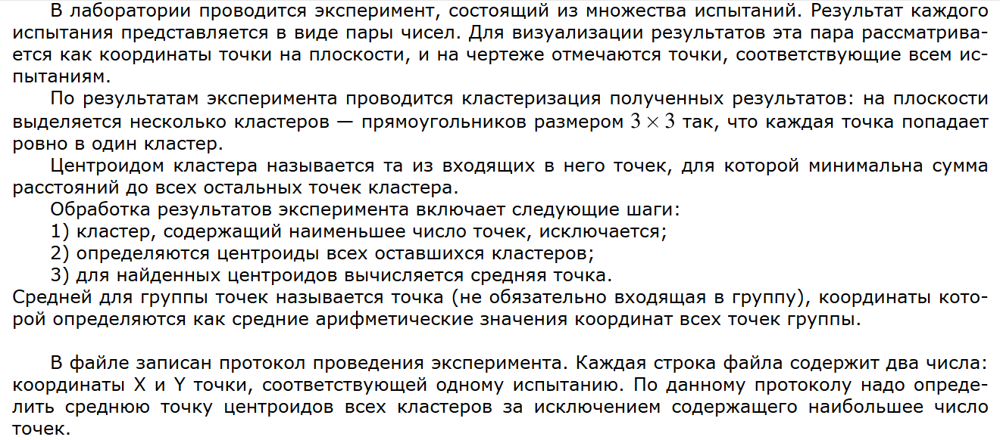 В лаборатории проводится эксперимент, состоящий из множества испытаний. Результат каждого
испытания представляется в виде пары чисел. Для визуализации результатов эта пара рассматрива-
ется как координаты точки на плоскости, и на чертеже отмечаются точки, соответствующие всем ис-
пытаниям.
По результатам эксперимента проводится кластеризация полученных результатов: на плоскости
выделяется несколько кластеров — прямоугольников размером 3 × 3 так, что каждая точка попадает
ровно в один кластер.
Центроидом кластера называется та из входящих в него точек, для которой минимальна сумма
расстояний до всех остальных точек кластера.
Обработка результатов эксперимента включает следующие шаги:
1) кластер, содержащий наименьшее число точек, исключается;
2) определяются центроиды всех оставшихся кластеров;
3) для найденных центроидов вычисляется средняя точка.
Средней для группы точек называется точка (не обязательно входящая в группу), координаты кото-
рой определяются как средние арифметические значения координат всех точек группы.
В файле записан протокол проведения эксперимента. Каждая строка файла содержит два числа:
координаты X и Y точки, соответствующей одному испытанию. По данному протоколу надо опреде-
лить среднюю точку центроидов всех кластеров за исключением содержащего наибольшее число
точек.